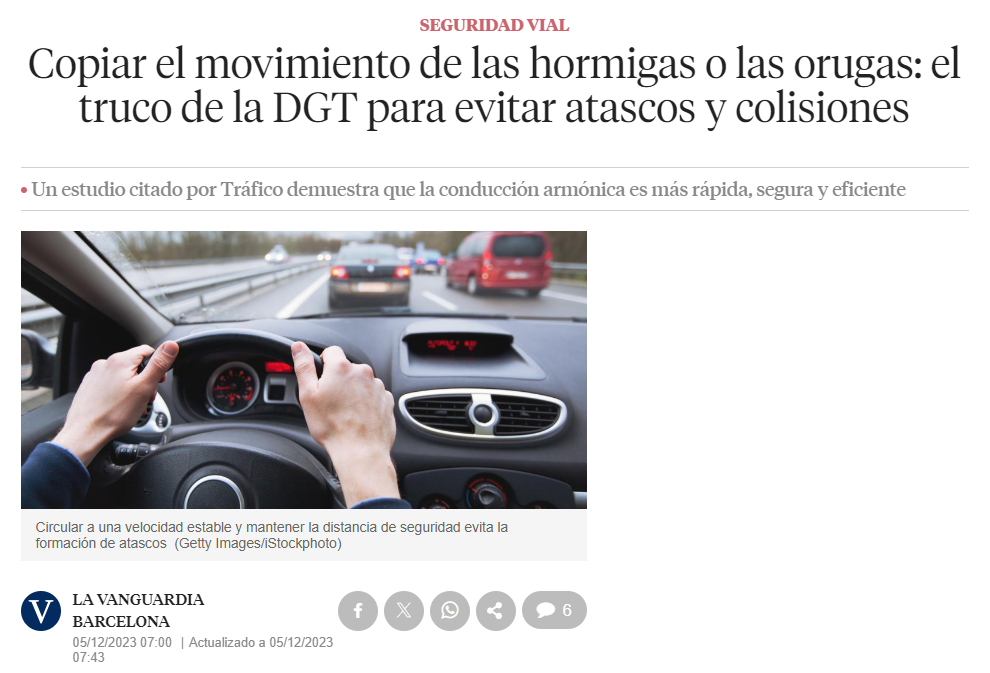 SEGURIDAD VIAL
Copiar el movimiento de las hormigas o las orugas: el
truco de la DGT para evitar atascos y colisiones
• Un estudio citado por Tráfico demuestra que la conducción armónica es más rápida, segura y eficiente
Circular a una velocidad estable y mantener la distancia de seguridad evita la
formación de atascos (Getty Images/iStockphoto)
V
LA VANGUARDIA
BARCELONA
05/12/2023 07:00 | Actualizado a 05/12/2023
07:43
6